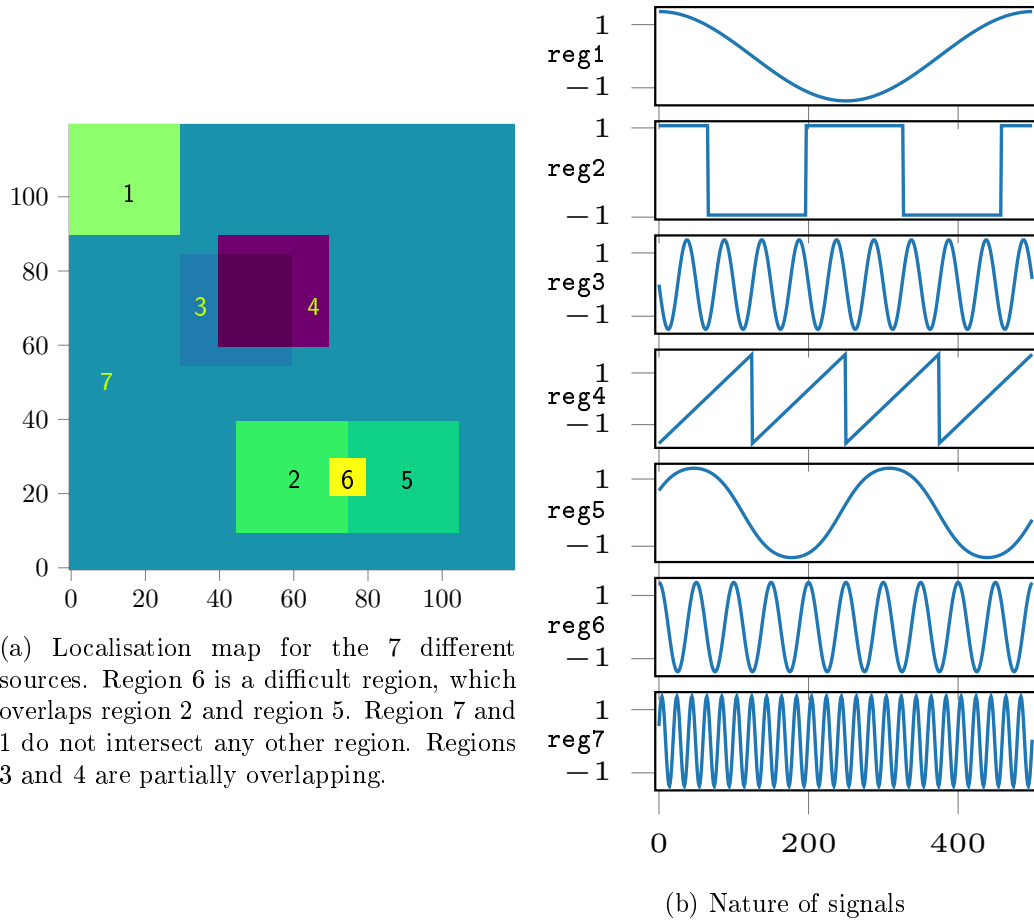 100
80
60
40
20
0
0 20 40 60 80 100
1
3
4
7
2
6
5
(a) Localisation map for the 7 different
sources. Region 6 is a difficult region, which
overlaps region 2 and region 5. Region 7 and
1 do not intersect any other region. Regions
3 and 4 are partially overlapping.
1
reg1
−1
1
reg2
−1
1
reg3
−1
1
reg4
−1
1
reg5
−1
1
reg6
−1
1
reg7
−1
0 200 400
(b) Nature of signals